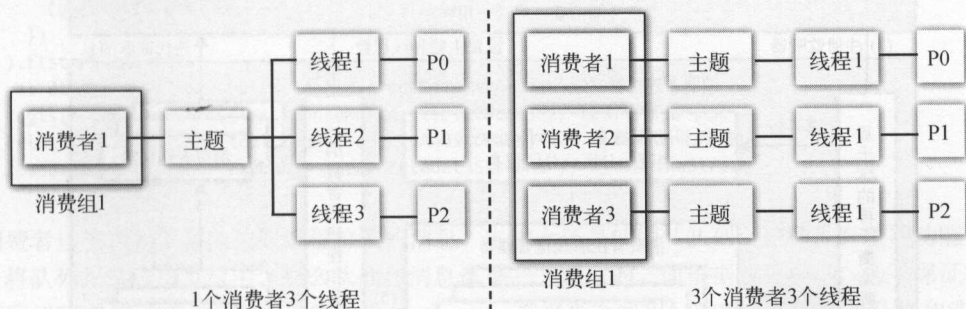 消费者1
主题
线程1
P0
线程2
P1
线程3
P2
消费组1
1个消费者3个线程
消费者1
主题
线程1
P0
消费者2
主题
线程1
P1
消费者3
主题
线程1
P2
消费组1
3个消费者3个线程